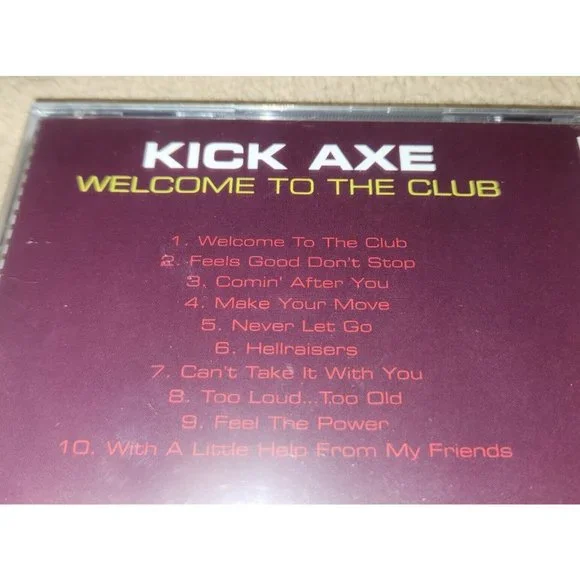 KICK AXE
WELCOME TO THE CLUB
1. Welcome To The Club
2. Feels Good Don't Stop
3. Comin' After You
4. Make Your Move
5. Never Let Go
6. Hellraisers
7. Can't Take It With You
8. Too Loud...Too Old
9. Feel The Power
10. With A Little Help From My Friends